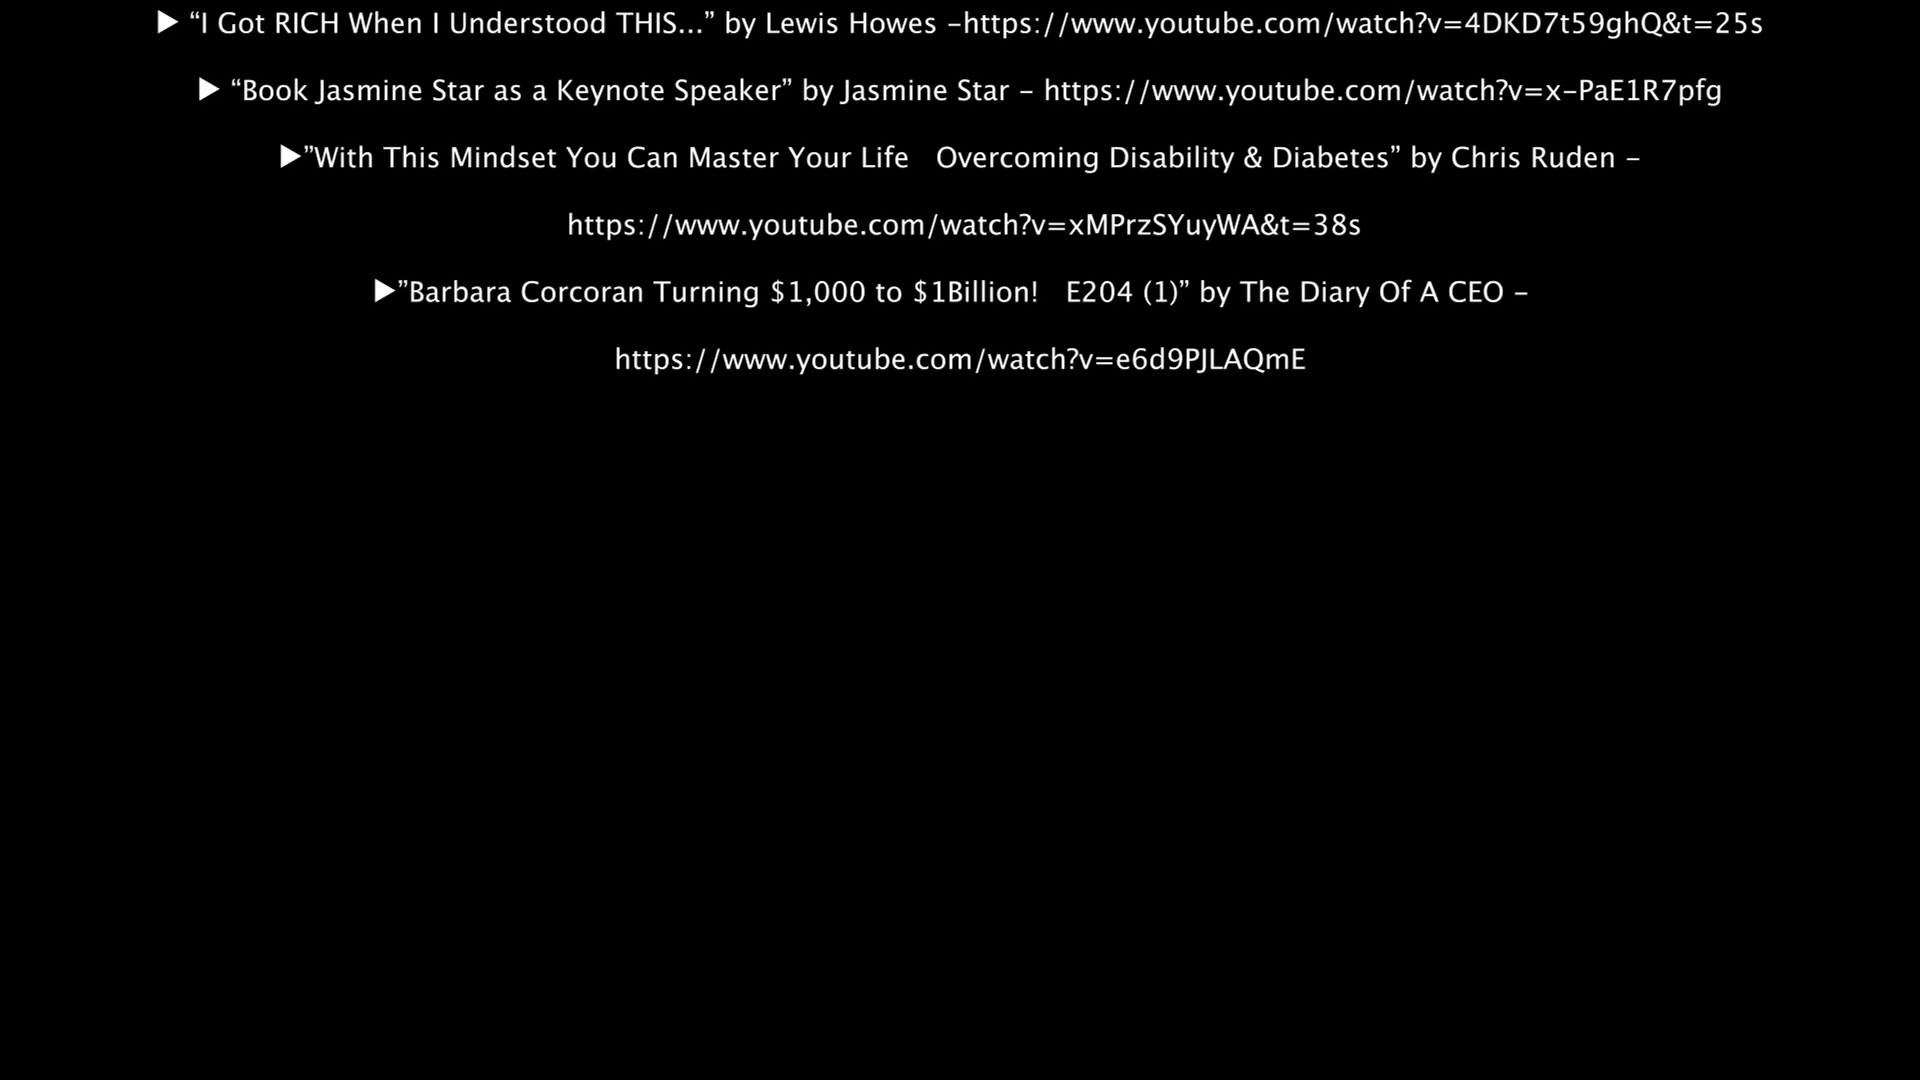 ▶ “I Got RICH When I Understood THIS...” by Lewis Howes –https://www.youtube.com/watch?v=4DKD7t59ghQ&t=25s
▶ “Book Jasmine Star as a Keynote Speaker” by Jasmine Star – https://www.youtube.com/watch?v=x–PaE1R7pfg
▶”With This Mindset You Can Master Your Life   Overcoming Disability & Diabetes” by Chris Ruden –
https://www.youtube.com/watch?v=xMPrzSYuyWA&t=38s
▶”Barbara Corcoran Turning $1,000 to $1Billion!   E204 (1)” by The Diary Of A CEO –
https://www.youtube.com/watch?v=e6d9PJLAQmE